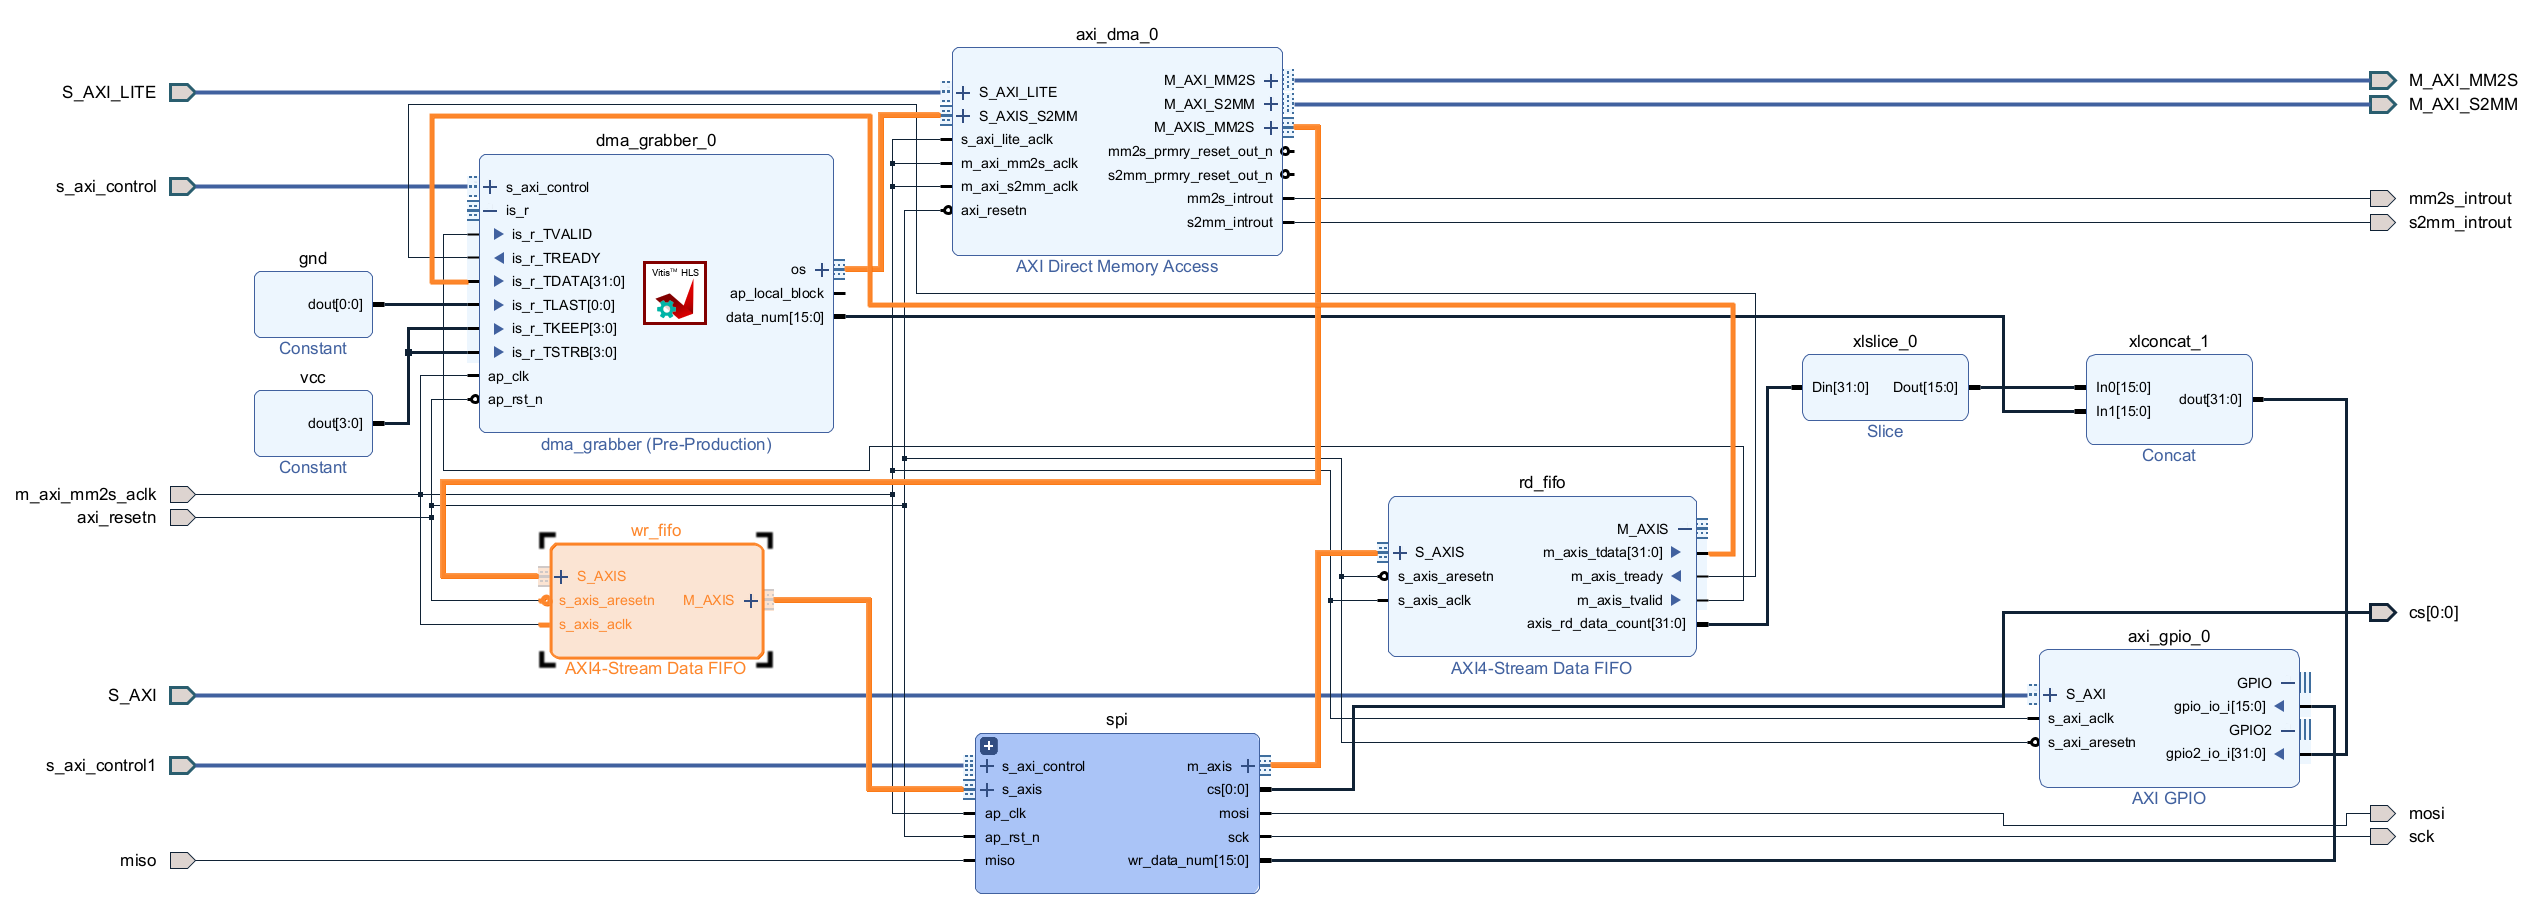 S_AXI_LITE
s_axi_control
m_axi_mm2s_aclk
axi_resetn
S_AXI
s_axi_control1
miso
gnd
dout[0:0]
Constant
vcc
dout[3:0]
Constant
dma_grabber_0
s_axi_control
is_r
is_r_TVALID
is_r_TREADY
is_r_TDATA[31:0]
is_r_TLAST[0:0]
is_r_TKEEP[3:0]
is_r_TSTRB[3:0]
ap_clk
ap_rst_n
Vitis™ HLS
os
ap_local_block
data_num[15:0]
dma_grabber (Pre-Production)
wr_fifo
S_AXIS
s_axis_aresetn
s_axis_aclk
M_AXIS
AXI4-Stream Data FIFO
axi_dma_0
S_AXI_LITE
S_AXIS_S2MM
s_axi_lite_aclk
m_axi_mm2s_aclk
m_axi_s2mm_aclk
axi_resetn
M_AXI_MM2S
M_AXI_S2MM
M_AXIS_MM2S
mm2s_prmry_reset_out_n
s2mm_prmry_reset_out_n
mm2s_introut
s2mm_introut
AXI Direct Memory Access
spi
s_axi_control
s_axis
ap_clk
ap_rst_n
miso
m_axis
cs[0:0]
mosi
sck
wr_data_num[15:0]
rd_fifo
S_AXIS
s_axis_aresetn
s_axis_aclk
M_AXIS
m_axis_tdata[31:0]
m_axis_tready
m_axis_tvalid
axis_rd_data_count[31:0]
AXI4-Stream Data FIFO
xlslice_0
Din[31:0]
Dout[15:0]
Slice
xlconcat_1
In0[15:0]
In1[15:0]
dout[31:0]
Concat
axi_gpio_0
S_AXI
s_axi_aclk
s_axi_aresetn
GPIO
gpio_io_i[15:0]
GPIO2
gpio2_io_i[31:0]
AXI GPIO
M_AXI_MM2S
M_AXI_S2MM
mm2s_introut
s2mm_introut
cs[0:0]
mosi
sck